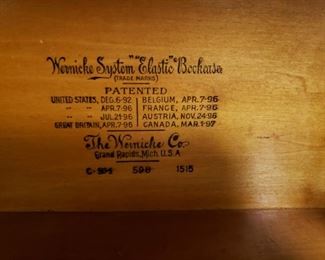 Wernicke System "Elastic" Bookcase
(TRADE MARKS)
PATENTED
UNITED STATES, DEC.6-92 | BELGIUM, APR.7-96
" " APR.7-96 | FRANCE, APR.7-96
" " JUL.21-96 | AUSTRIA, NOV.24-96
GREAT BRITAIN, APR.7-96 | CANADA, MAR.1-97
The Wernicke Co.
Grand Rapids, Mich. U.S.A.
598 1515